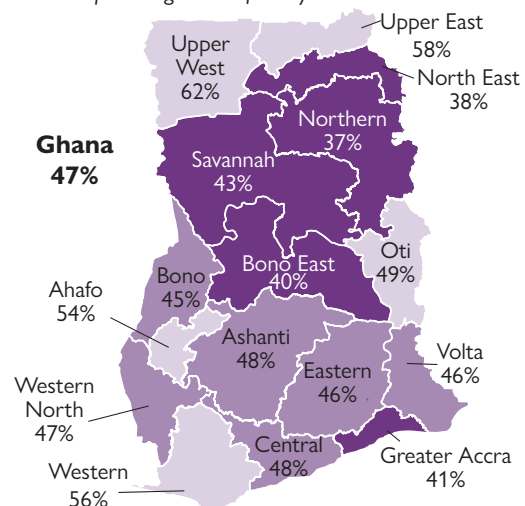 Upper East
58%
Upper
West
62%
North East
38%
Northern
37%
Ghana
47%
Savannah
43%
Oti
49%
Bono East
40%
Bono
45%
Ahafo
54%
Ashanti
48%
Volta
46%
Eastern
46%
Western
North
47%
Central
48%
Greater Accra
41%
Western
56%